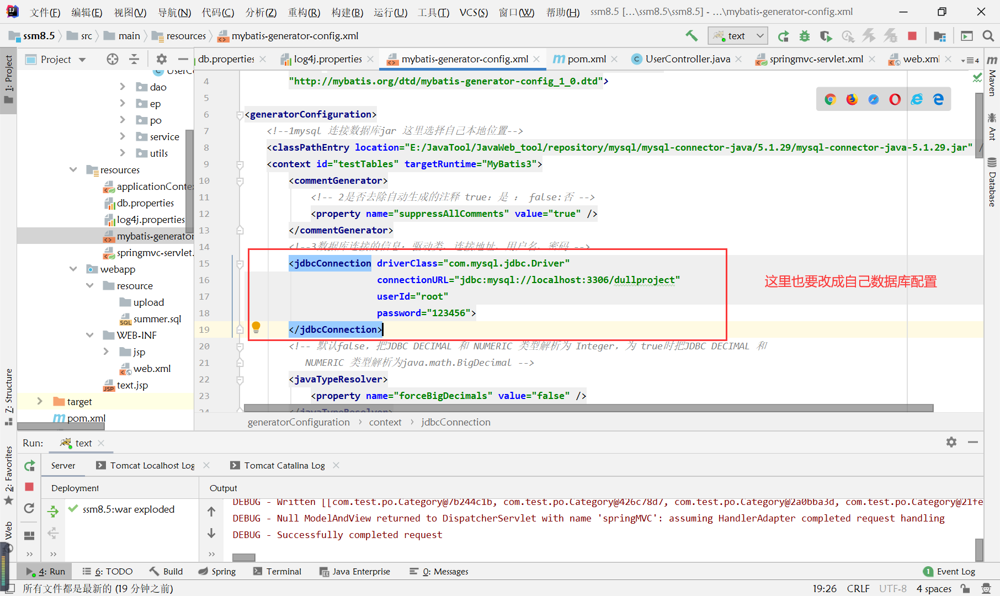 文件(F) 编辑(E) 视图(V) 导航(N) 代码(C) 分析(Z) 重构(R) 构建(B) 运行(U) 工具(T) VCS(S) 窗口(W) 帮助(H) ssm8.5 [...\ssm8.5\ssm8.5] - ...\mybatis-generator-config.xml
ssm8.5 src main resources mybatis-generator-config.xml text
1: Project
Project db.properties log4j.properties mybatis-generator-config.xml pom.xml UserController.java springmvc-servlet.xml web.xml 4
Maven
Ant
Database
dao
ep
po
service
utils
resources
applicationConte
db.properties
log4j.properties
mybatis-generator
springmvc-servlet.
webapp
resource
upload
summer.sql
WEB-INF
jsp
web.xml
text.jsp
target
pom.xml
4 "http://mybatis.org/dtd/mybatis-generator-config_1_0.dtd">
5
6 <generatorConfiguration>
7 <!--1mysql 连接数据库jar 这里选择自己本地位置-->
8 <classPathEntry location="E:/JavaTool/JavaWeb_tool/repository/mysql/mysql-connector-java/5.1.29/mysql-connector-java-5.1.29.jar" /
9 <context id="testTables" targetRuntime="MyBatis3">
10 <commentGenerator>
11 <!-- 2是否去除自动生成的注释 true：是 ： false:否 -->
12 <property name="suppressAllComments" value="true" />
13 </commentGenerator>
14 <!--3数据库连接的信息：驱动类、连接地址、用户名、密码 -->
15 <jdbcConnection driverClass="com.mysql.jdbc.Driver"
16 connectionURL="jdbc:mysql://localhost:3306/dullproject"
17 userId="root"
18 password="123456">
19 </jdbcConnection>
20 <!-- 默认false，把JDBC DECIMAL 和 NUMERIC 类型解析为 Integer，为 true时把JDBC DECIMAL 和
21 NUMERIC 类型解析为java.math.BigDecimal -->
22 <javaTypeResolver>
23 <property name="forceBigDecimals" value="false" />
24 </javaTypeResolver>
这里也要改成自己数据库配置
generatorConfiguration › context › jdbcConnection
Z: Structure
2: Favorites
Web
Run: text
Server Tomcat Localhost Log Tomcat Catalina Log
Deployment Output
ssm8.5:war exploded
DEBUG - Written [[com.test.po.Category@7b244c1b, com.test.po.Category@426c78d7, com.test.po.Category@2a0bba3d, com.test.po.Category@21fe
DEBUG - Null ModelAndView returned to DispatcherServlet with name 'springMVC': assuming HandlerAdapter completed request handling
DEBUG - Successfully completed request
4: Run 6: TODO Build Spring Terminal Java Enterprise 0: Messages 1 Event Log
所有文件都是最新的 (19 分钟之前) 19:26 CRLF UTF-8 4 spaces